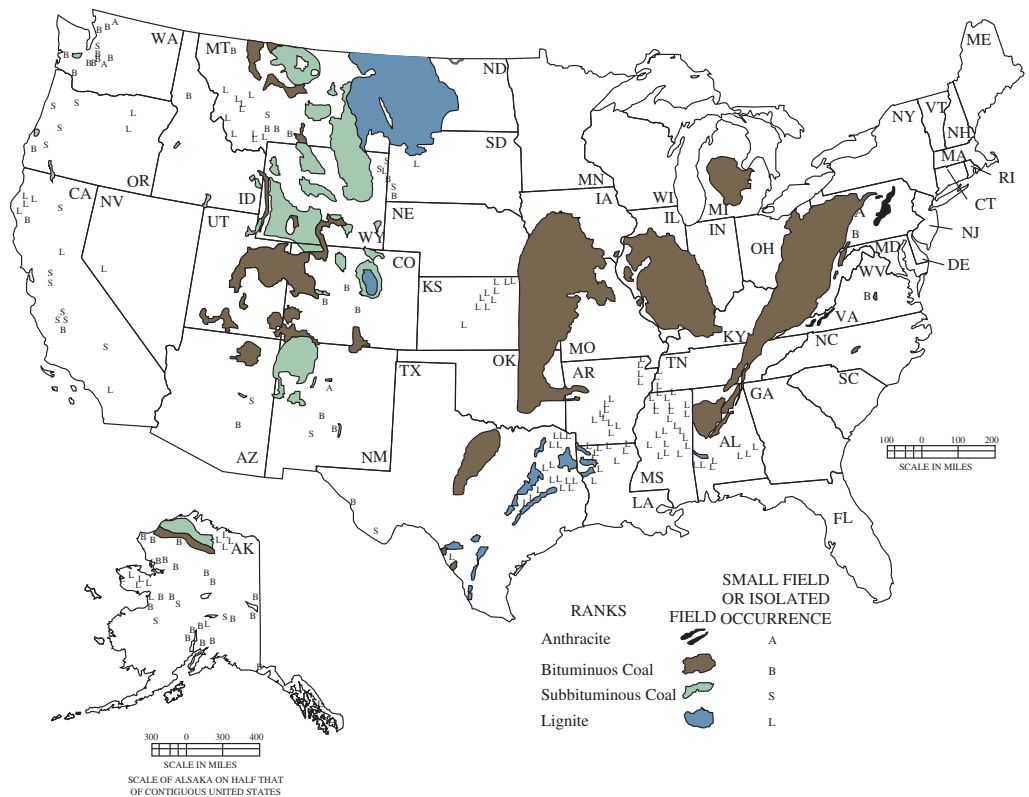 WA
MT
ND
ME
VT
NY
NH
MA
RI
CT
NJ
DE
MD
OR
ID
SD
MN
WI
MI
IA
IL
IN
OH
WV
VA
CA
NV
UT
WY
NE
CO
KS
MO
KY
NC
TN
SC
GA
AL
MS
LA
AR
OK
TX
NM
AZ
FL
AK
100 0 100 200
SCALE IN MILES
RANKS FIELD SMALL FIELD
OR ISOLATED
OCCURRENCE
Anthracite A
Bituminuos Coal B
Subbituminous Coal S
Lignite L
300 0 300 400
SCALE IN MILES
SCALE OF ALSAKA ON HALF THAT
OF CONTIGUOUS UNITED STATES